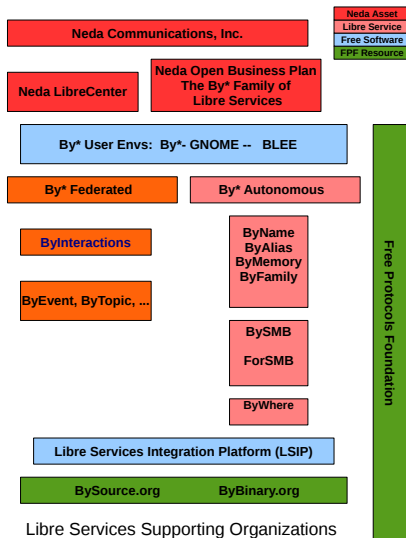 Neda Asset
Libre Service
Free Software
FPF Resource
Neda Communications, Inc.
Neda LibreCenter
Neda Open Business Plan
The By* Family of
Libre Services
By* User Envs: By*- GNOME -- BLEE
By* Federated
By* Autonomous
ByInteractions
ByName
ByAlias
ByMemory
ByFamily
ByEvent, ByTopic, ...
BySMB
ForSMB
ByWhere
Libre Services Integration Platform (LSIP)
BySource.org ByBinary.org
Free Protocols Foundation
Libre Services Supporting Organizations